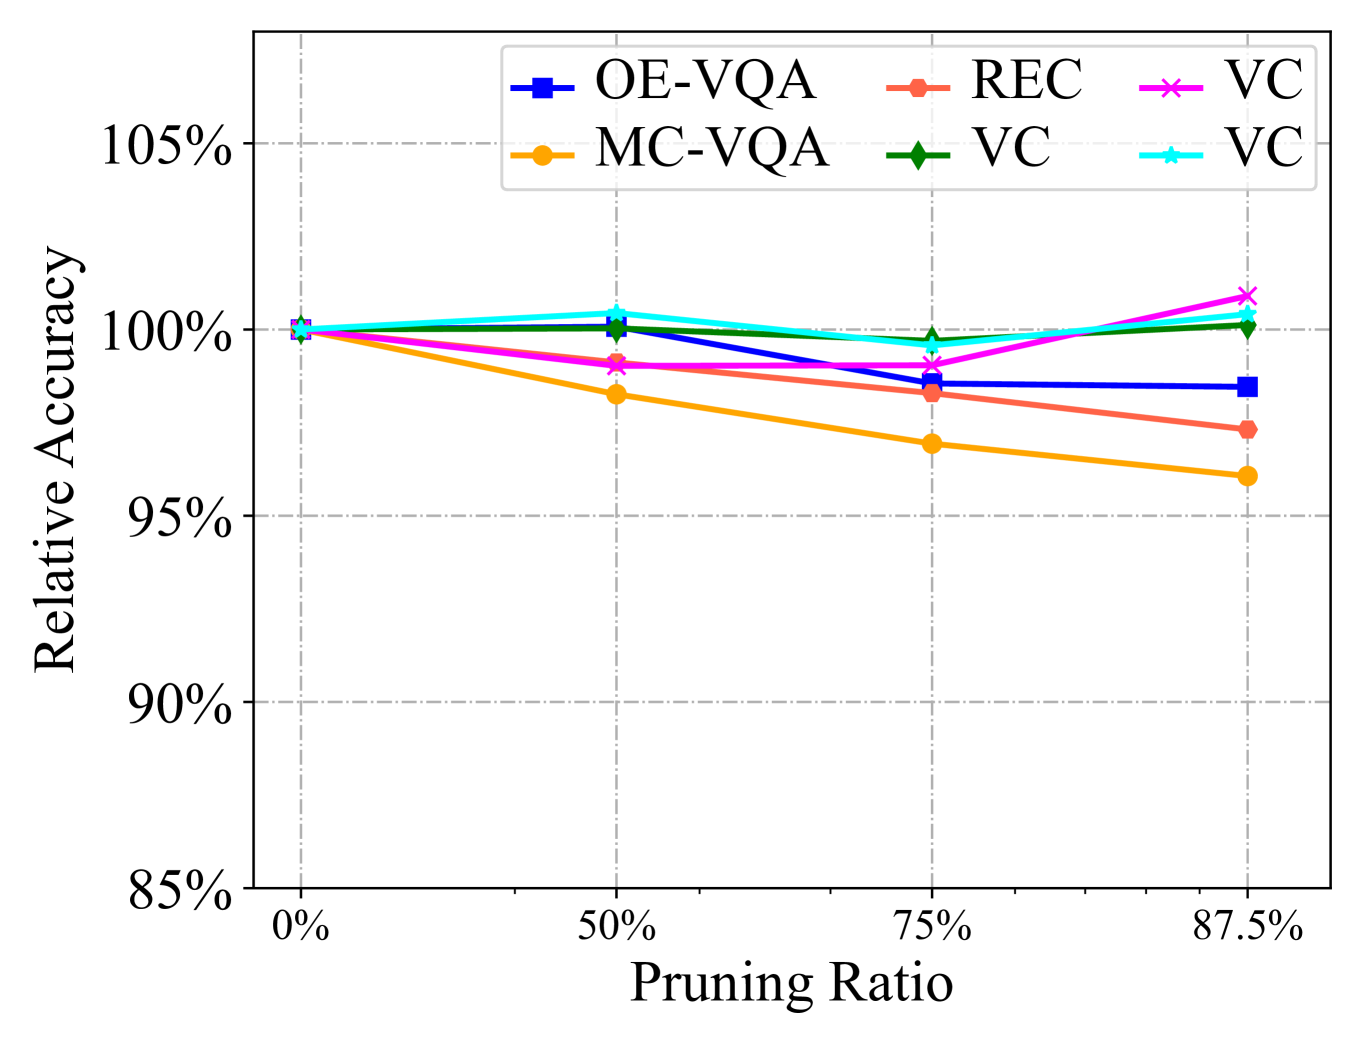 OE-VQA REC VC
MC-VQA VC VC
105%
100%
95%
90%
85%
Relative Accuracy
0% 50% 75% 87.5%
Pruning Ratio